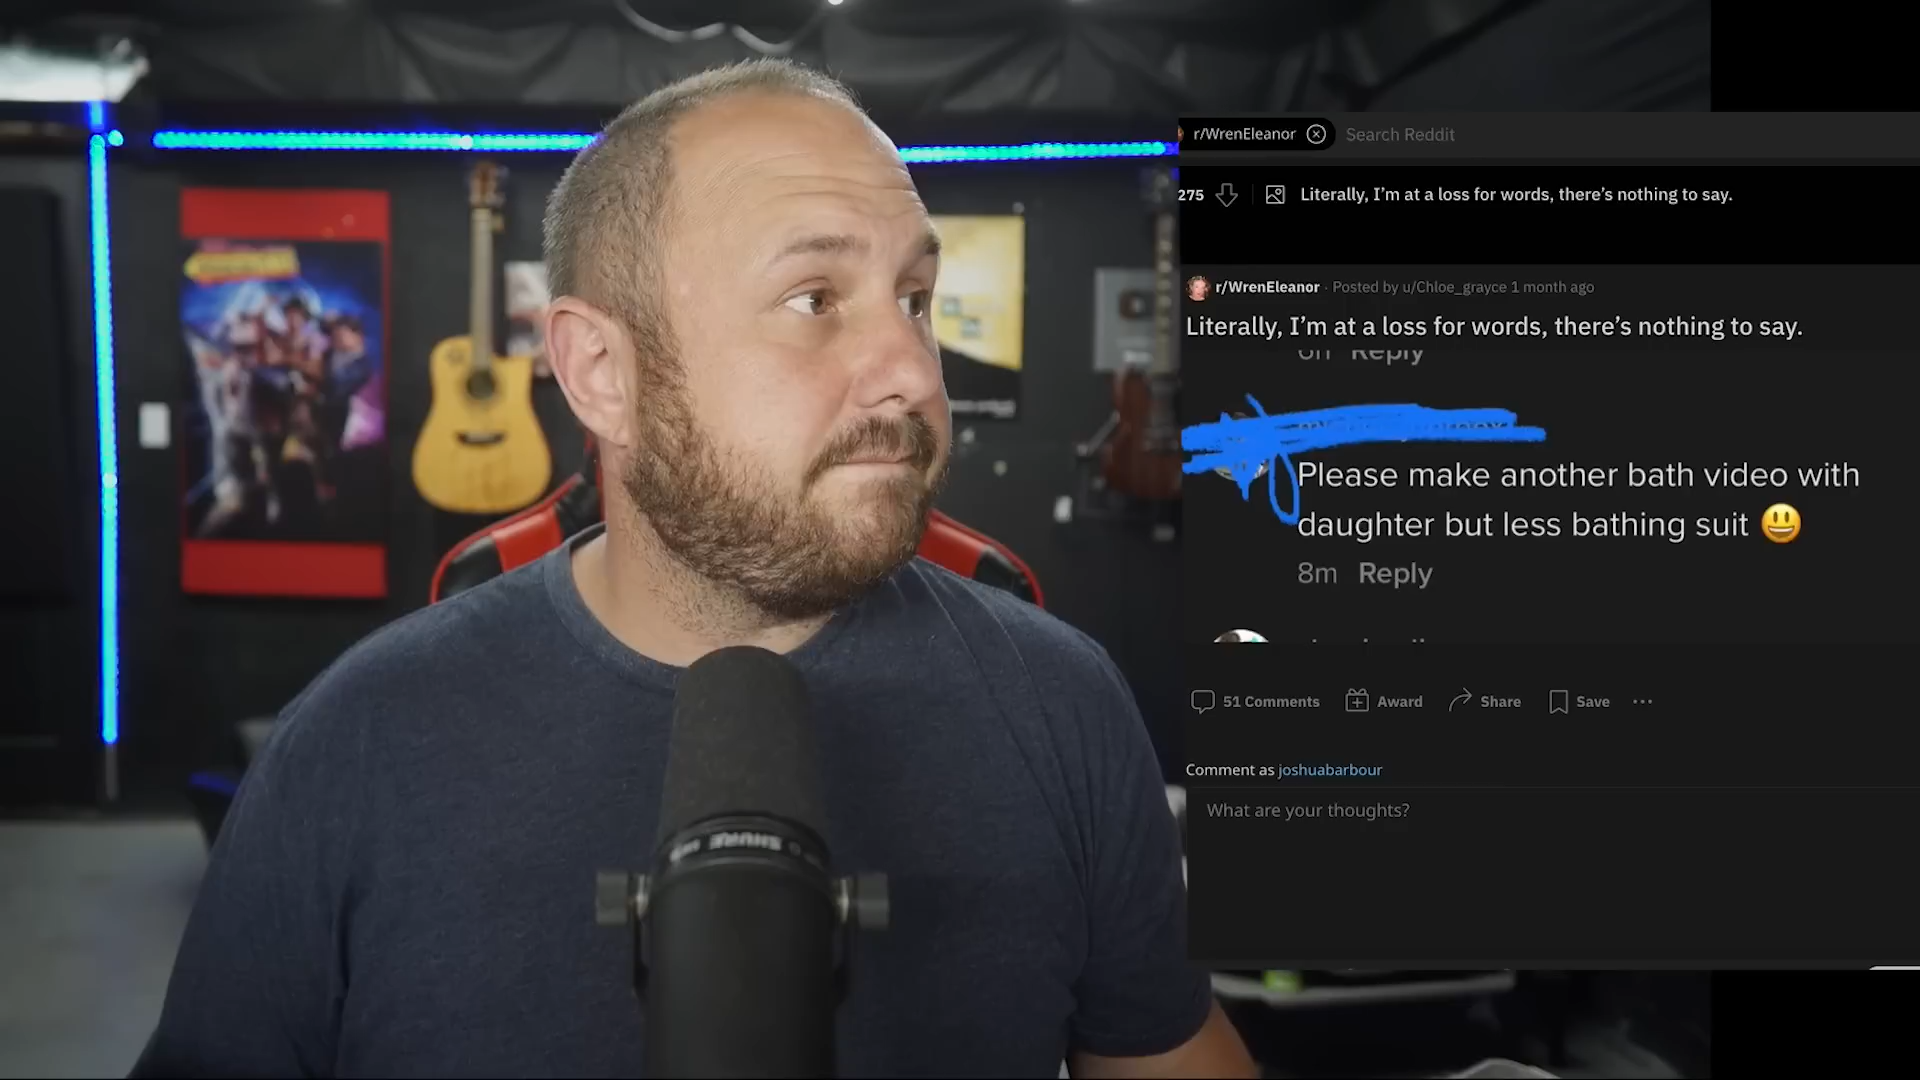 r/WrenEleanor Search Reddit
275 Literally, I’m at a loss for words, there’s nothing to say.
r/WrenEleanor · Posted by u/Chloe_grayce 1 month ago
Literally, I’m at a loss for words, there’s nothing to say.
6h Reply
Please make another bath video with
daughter but less bathing suit 😃
8m Reply
51 Comments Award Share Save ...
Comment as joshuabarbour
What are your thoughts?
SHURE